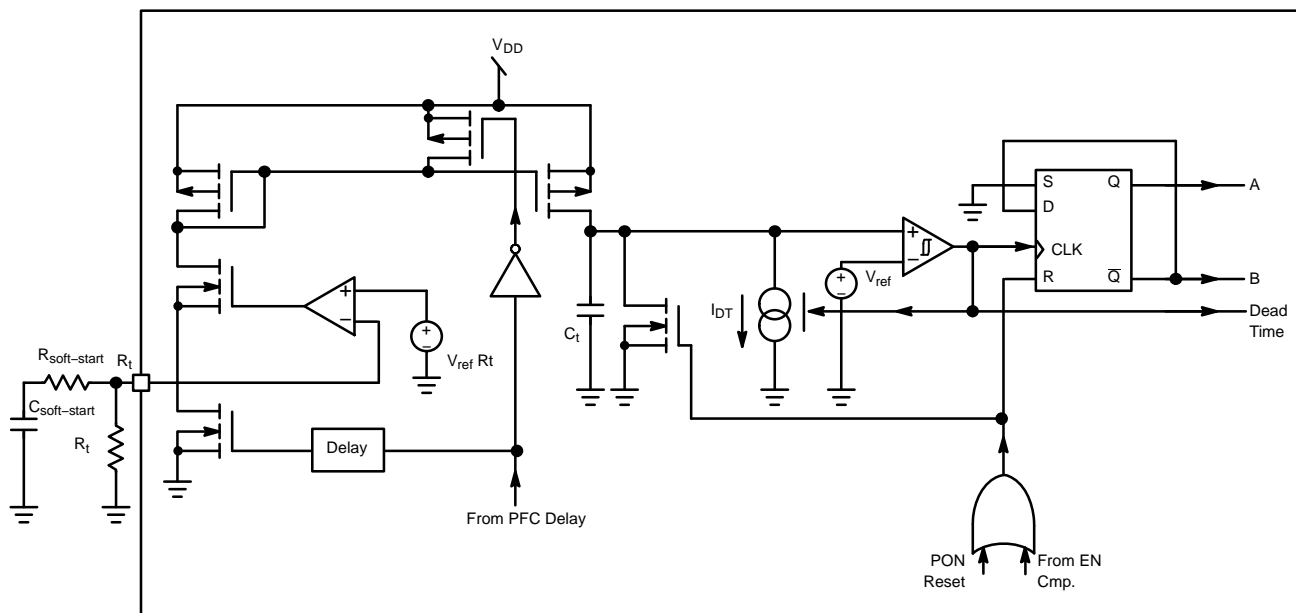 VDD
S
Q
A
D
CLK
Vref
R
Q
B
IDT
Ct
Dead
Time
Rsoft−start
Rt
Vref Rt
Csoft−start
Rt
Delay
From PFC Delay
PON
Reset
From EN
Cmp.